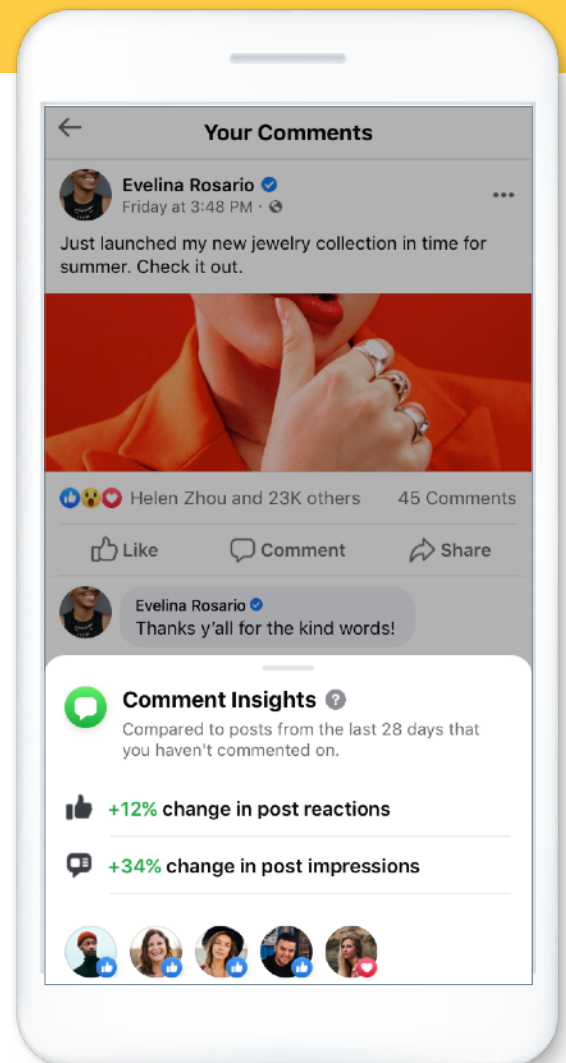 Your Comments
Evelina Rosario
Friday at 3:48 PM ·
Just launched my new jewelry collection in time for
summer. Check it out.
Helen Zhou and 23K others 45 Comments
Like Comment Share
Evelina Rosario
Thanks y'all for the kind words!
Comment Insights ?
Compared to posts from the last 28 days that
you haven't commented on.
+12% change in post reactions
+34% change in post impressions